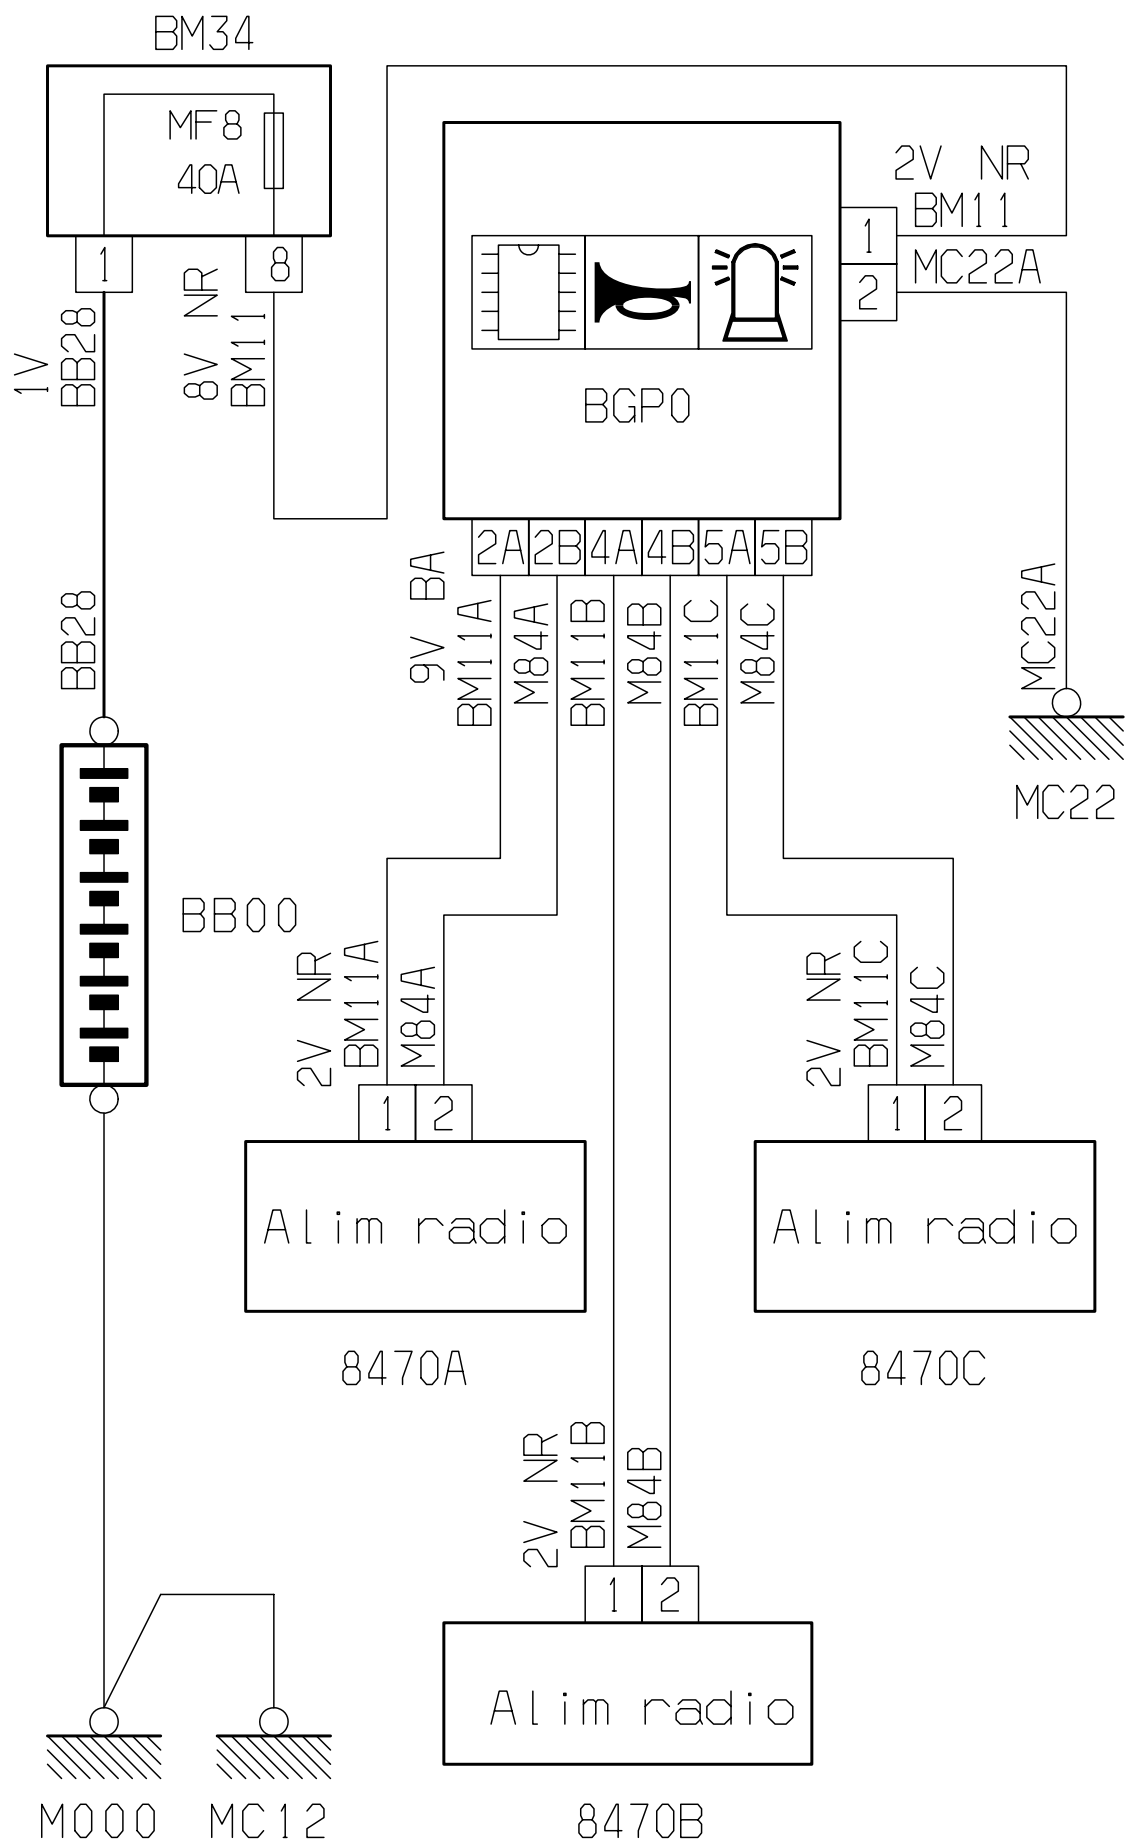 BM34
MF8
40A
1
8
1V
BB28
8V NR
BM11
BB28
BB00
M000
MC12
BGP0
2V NR
BM11
1
MC22A
2
MC22A
MC22
2A 2B 4A 4B 5A 5B
9V BA
BM11A
M84A
BM11B
M84B
BM11C
M84C
2V NR
BM11A
M84A
1 2
Alim radio
8470A
2V NR
BM11C
M84C
1 2
Alim radio
8470C
2V NR
BM11B
M84B
1 2
Alim radio
8470B